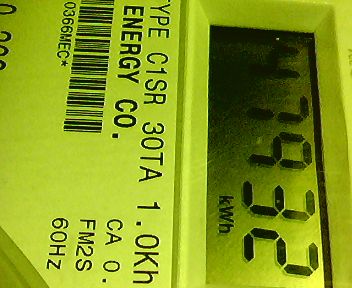 47932
kWh
TYPE C1SR 30TA 1.0Kh
ENERGY CO.
CA 0.
FM2S
60HZ
0366MEC*